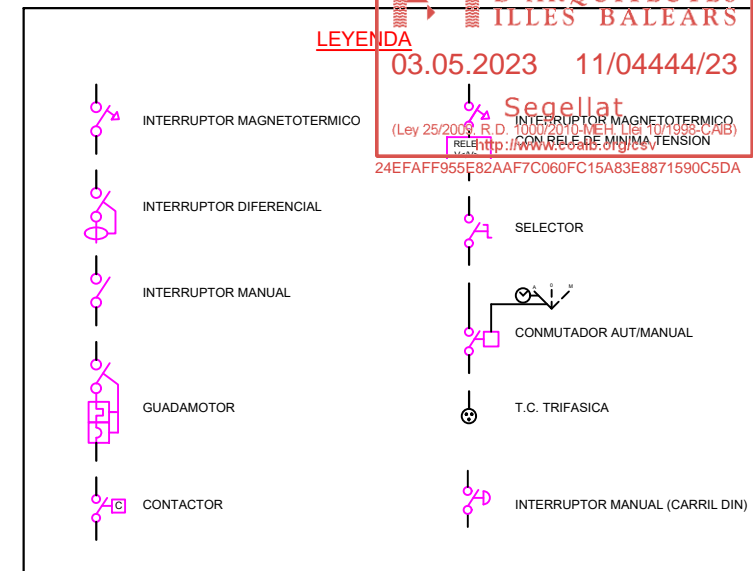 D'ARQUITECTES
ILLES BALEARS
LEYENDA
03.05.2023 11/04444/23
Segellat
(Ley 25/2009, R.D. 1000/2010-MEH. Llei 10/1998-CAIB)
http://www.coaib.org/csv
24EFAFF955E82AAF7C060FC15A83E8871590C5DA
INTERRUPTOR MAGNETOTERMICO
INTERRUPTOR MAGNETOTERMICO
CON RELE DE MINIMA TENSION
RELE
INTERRUPTOR DIFERENCIAL
SELECTOR
INTERRUPTOR MANUAL
A 0 M
CONMUTADOR AUT/MANUAL
GUADAMOTOR
T.C. TRIFASICA
C
CONTACTOR
INTERRUPTOR MANUAL (CARRIL DIN)